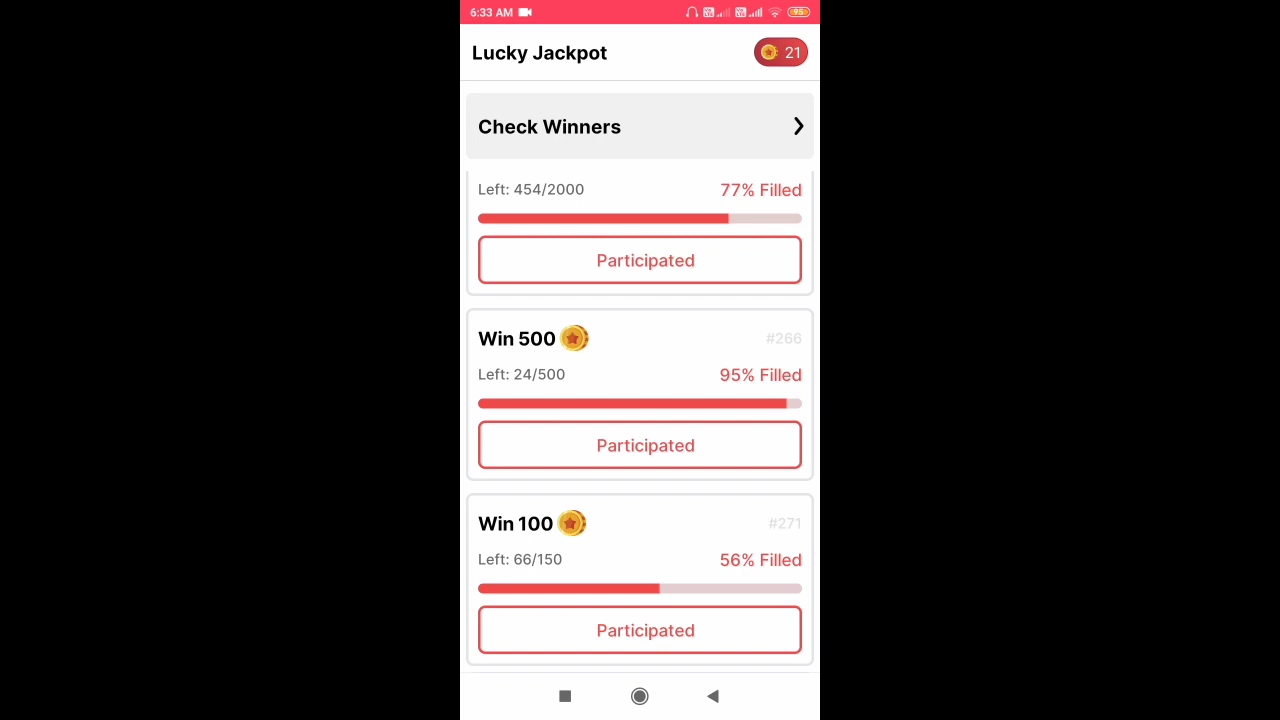 6:33 AM
95
Lucky Jackpot
21
Check Winners
Left: 454/2000 77% Filled
Participated
Win 500 #266
Left: 24/500 95% Filled
Participated
Win 100 #271
Left: 66/150 56% Filled
Participated